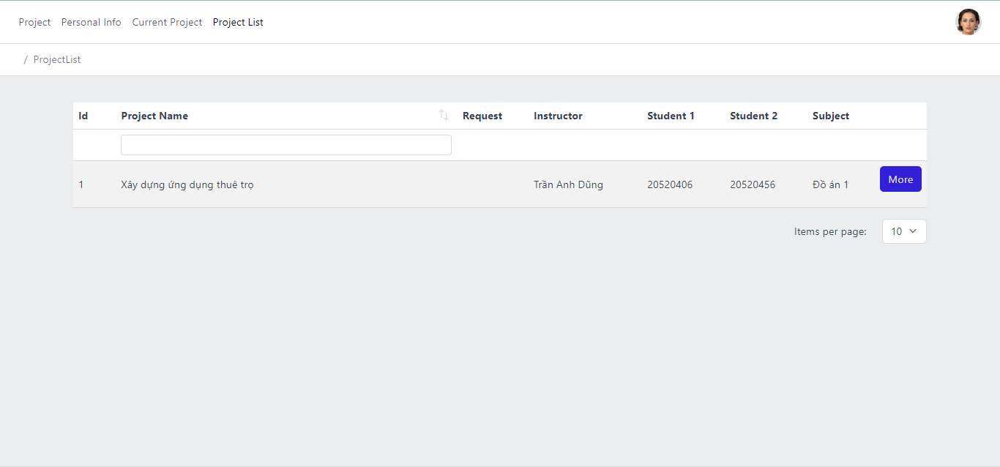 Project Personal Info Current Project Project List
/ ProjectList
Id Project Name Request Instructor Student 1 Student 2 Subject
1 Xây dựng ứng dụng thuê trọ Trần Anh Dũng 20520406 20520456 Đồ án 1 More
Items per page: 10